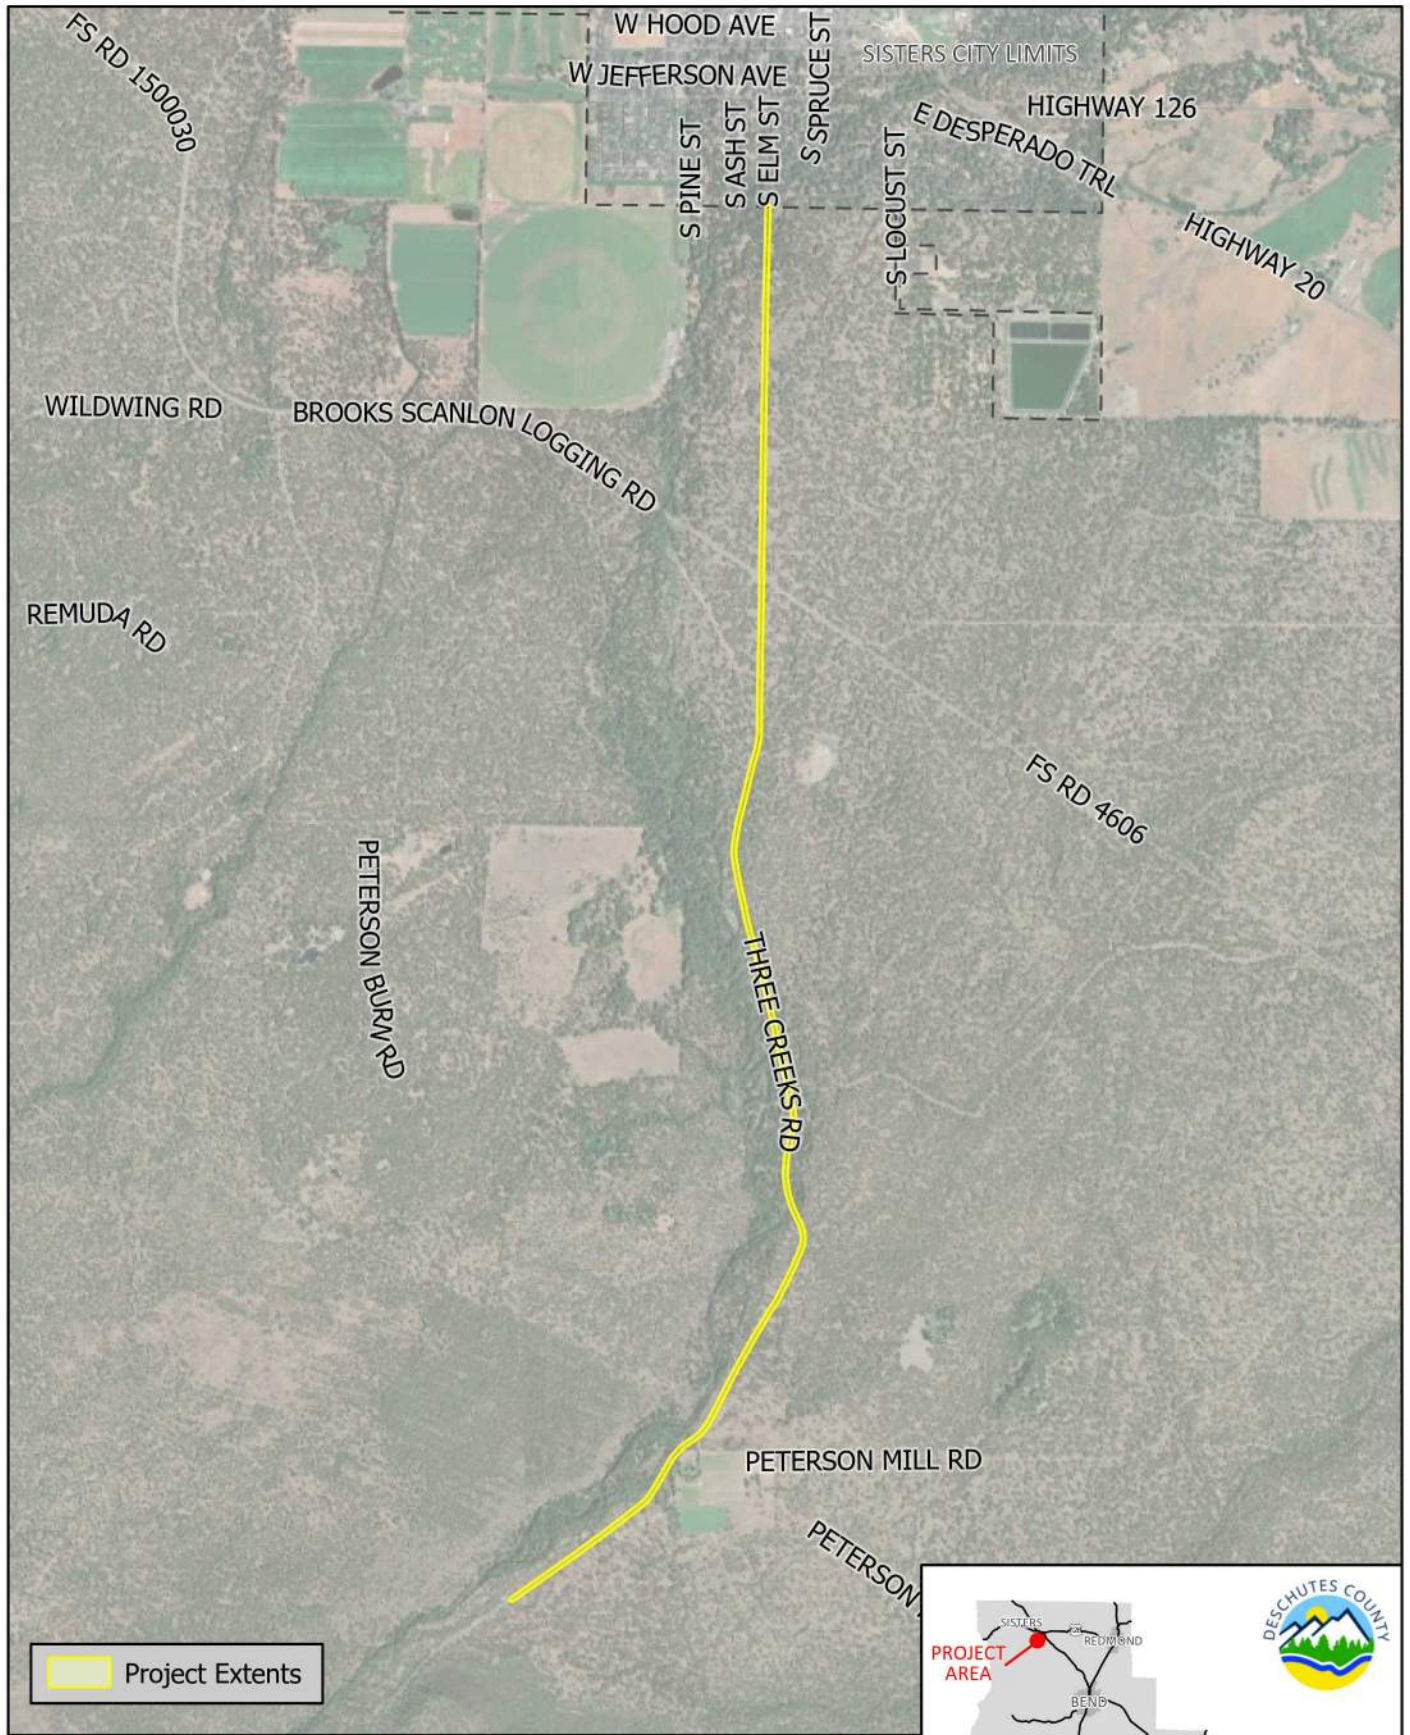 W HOOD AVE
FS RD 1500030
SISTERS CITY LIMITS
W JEFFERSON AVE
S SPRUCE ST
HIGHWAY 126
E DESPERADO TRL
S PINE ST
S ASH ST
S ELM ST
S LOCUST ST
HIGHWAY 20
WILDWING RD
BROOKS SCANLON LOGGING RD
REMUDA RD
FS RD 4606
PETERSON BURN RD
THREE CREEKS RD
PETERSON MILL RD
PETERSON
Project Extents
SISTERS
REDMOND
PROJECT
AREA
BEND
DESCHUTES COUNTY